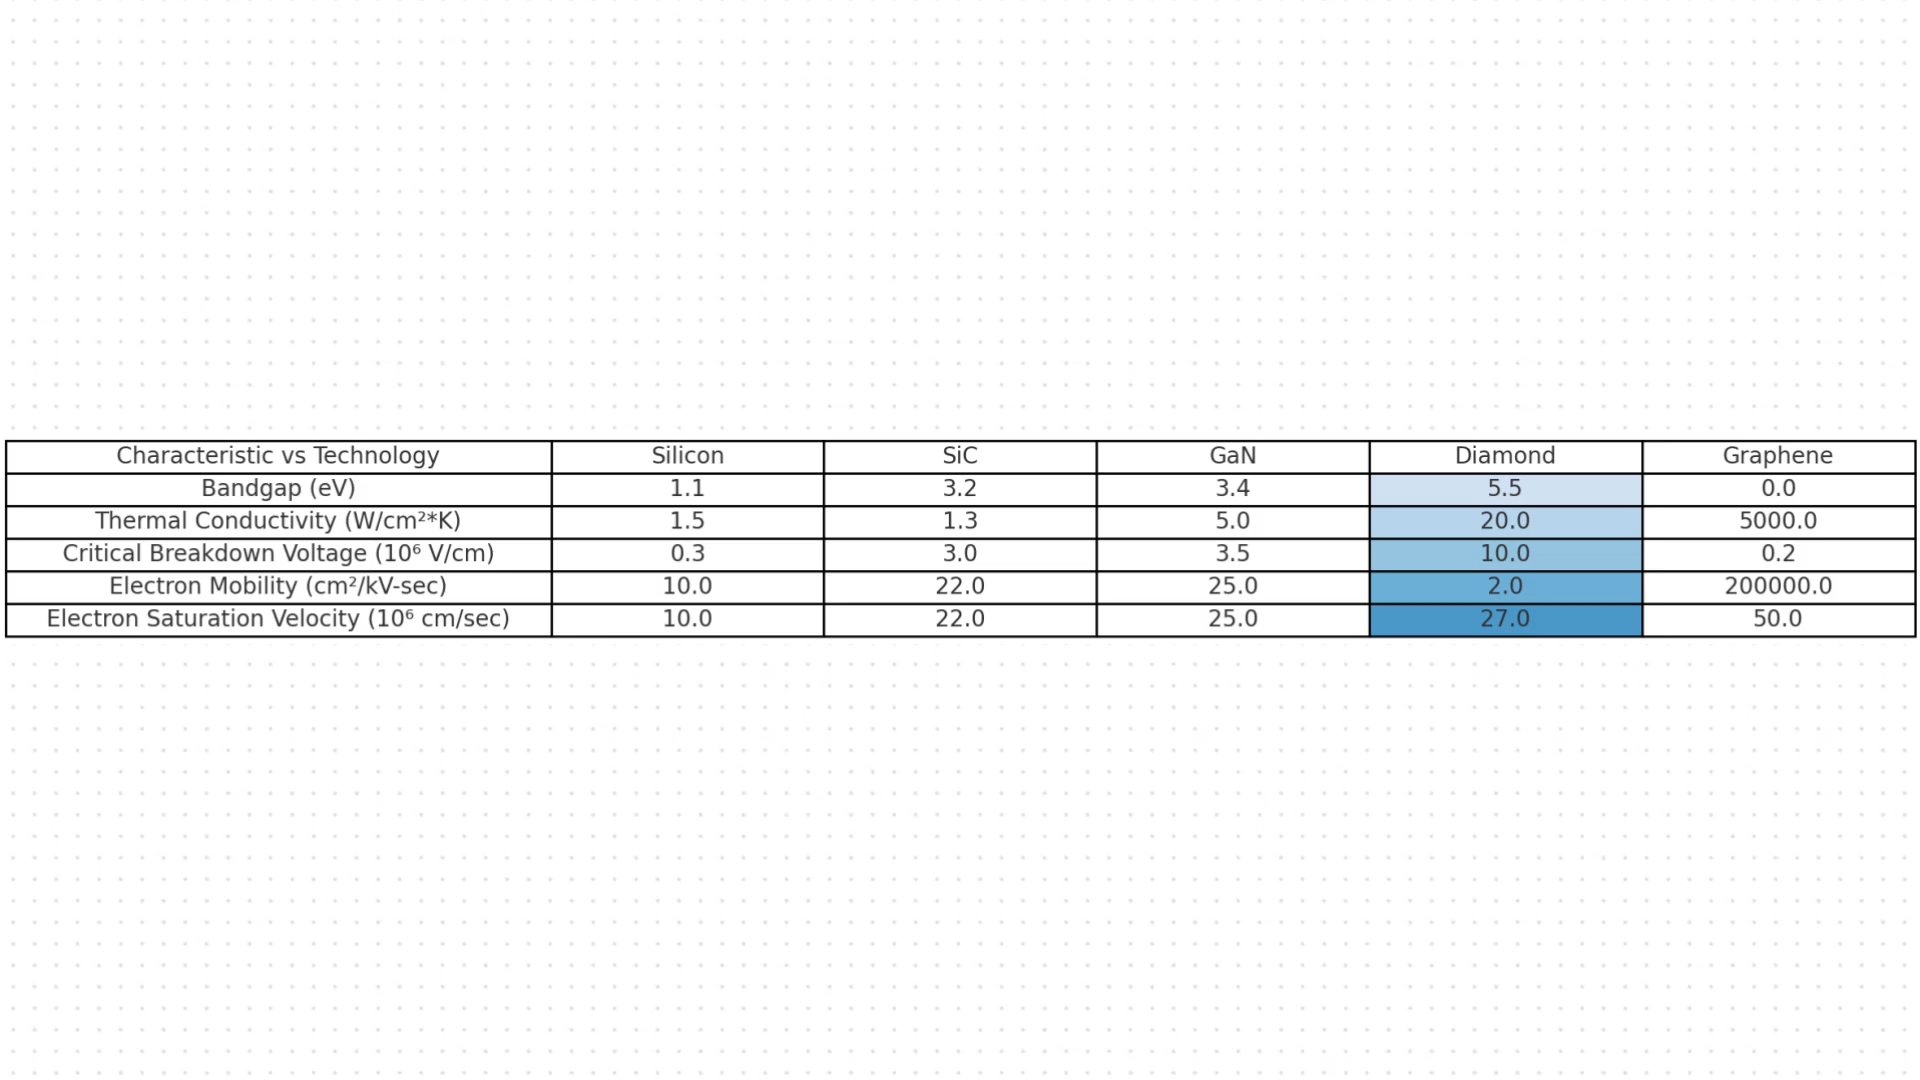 Characteristic vs Technology Silicon SiC GaN Diamond Graphene
Bandgap (eV) 1.1 3.2 3.4 5.5 0.0
Thermal Conductivity (W/cm²*K) 1.5 1.3 5.0 20.0 5000.0
Critical Breakdown Voltage (10⁶ V/cm) 0.3 3.0 3.5 10.0 0.2
Electron Mobility (cm²/kV-sec) 10.0 22.0 25.0 2.0 200000.0
Electron Saturation Velocity (10⁶ cm/sec) 10.0 22.0 25.0 27.0 50.0